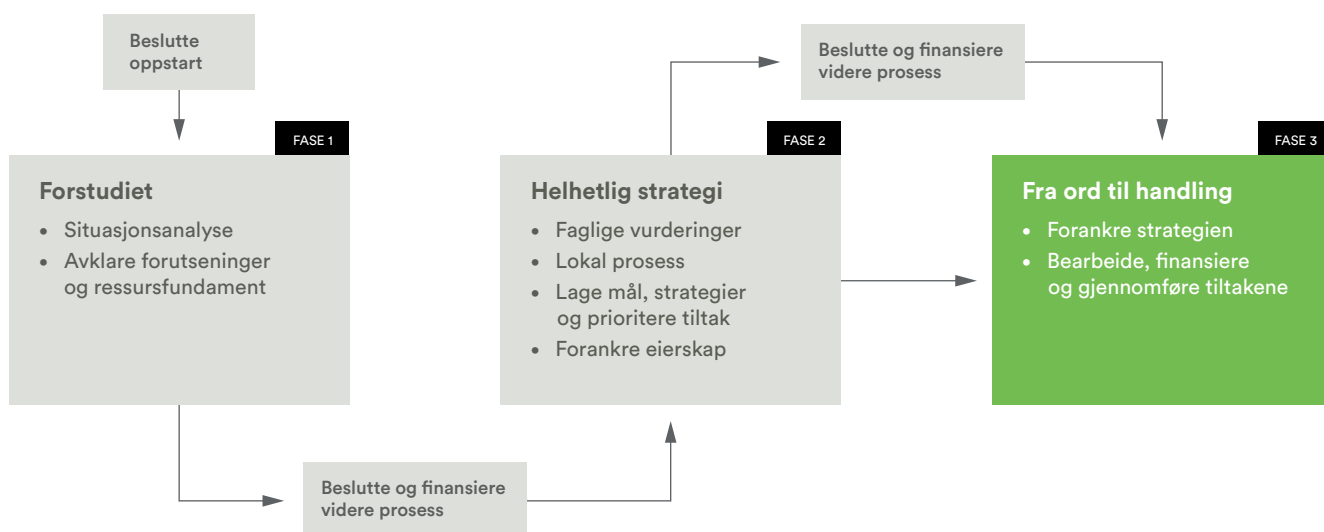 Beslutte
oppstart
FASE 1
Forstudiet
• Situasjonsanalyse
• Avklare forutseninger
og ressursfundament
Beslutte og finansiere
videre prosess
FASE 2
Helhetlig strategi
• Faglige vurderinger
• Lokal prosess
• Lage mål, strategier
og prioritere tiltak
• Forankre eierskap
Beslutte og finansiere
videre prosess
FASE 3
Fra ord til handling
• Forankre strategien
• Bearbeide, finansiere
og gjennomføre tiltakene